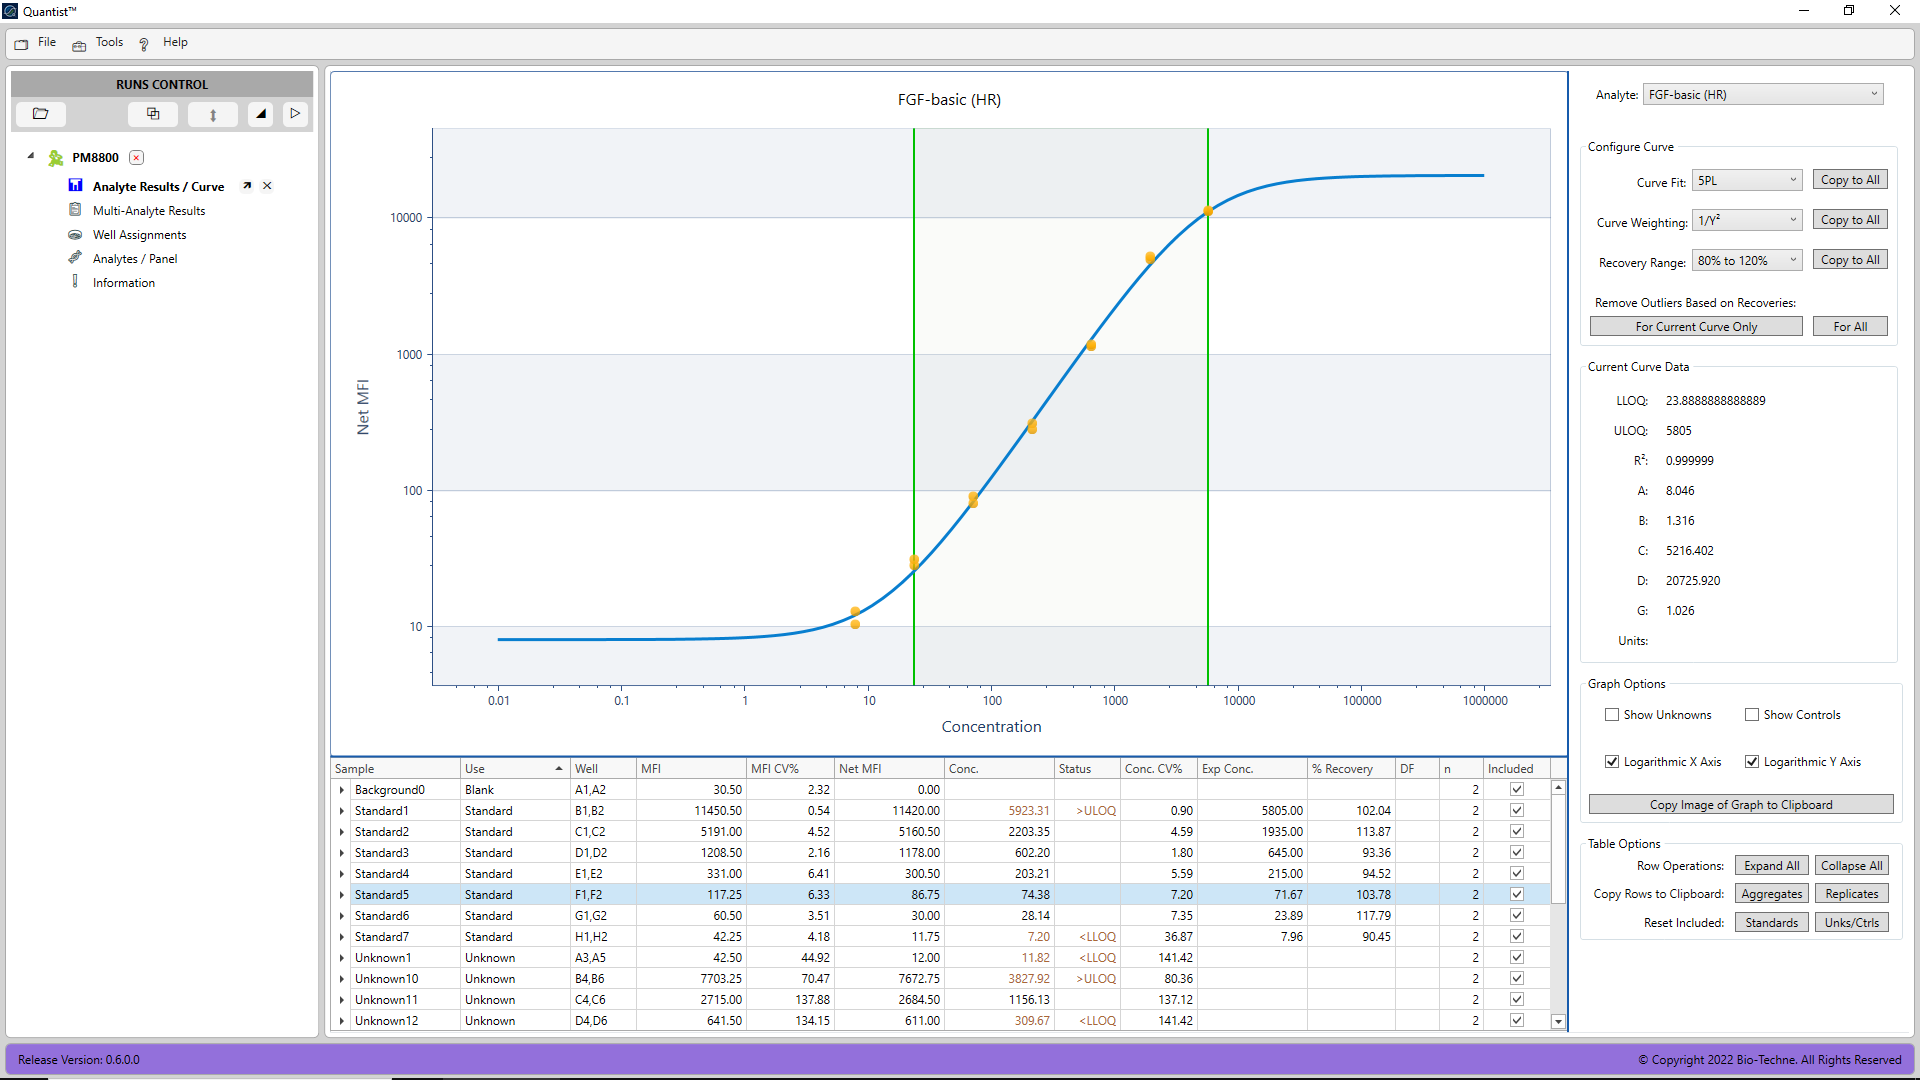 Quantist™
File Tools Help
RUNS CONTROL
PM8800
Analyte Results / Curve
Multi-Analyte Results
Well Assignments
Analytes / Panel
Information
FGF-basic (HR)
Net MFI
10000
1000
100
10
0.01 0.1 1 10 100 1000 10000 100000 1000000
Concentration
Analyte: FGF-basic (HR)
Configure Curve
Curve Fit: 5PL Copy to All
Curve Weighting: 1/Y² Copy to All
Recovery Range: 80% to 120% Copy to All
Remove Outliers Based on Recoveries:
For Current Curve Only For All
Current Curve Data
LLOQ: 23.8888888888889
ULOQ: 5805
R²: 0.999999
A: 8.046
B: 1.316
C: 5216.402
D: 20725.920
G: 1.026
Units:
Graph Options
Show Unknowns Show Controls
Logarithmic X Axis Logarithmic Y Axis
Copy Image of Graph to Clipboard
Table Options
Row Operations: Expand All Collapse All
Copy Rows to Clipboard: Aggregates Replicates
Reset Included: Standards Unks/Ctrls
Sample Use Well MFI MFI CV% Net MFI Conc. Status Conc. CV% Exp Conc. % Recovery DF n Included
Background0 Blank A1,A2 30.50 2.32 0.00 2
Standard1 Standard B1,B2 11450.50 0.54 11420.00 5923.31 >ULOQ 0.90 5805.00 102.04 2
Standard2 Standard C1,C2 5191.00 4.52 5160.50 2203.35 4.59 1935.00 113.87 2
Standard3 Standard D1,D2 1208.50 2.16 1178.00 602.20 1.80 645.00 93.36 2
Standard4 Standard E1,E2 331.00 6.41 300.50 203.21 5.59 215.00 94.52 2
Standard5 Standard F1,F2 117.25 6.33 86.75 74.38 7.20 71.67 103.78 2
Standard6 Standard G1,G2 60.50 3.51 30.00 28.14 7.35 23.89 117.79 2
Standard7 Standard H1,H2 42.25 4.18 11.75 7.20 <LLOQ 36.87 7.96 90.45 2
Unknown1 Unknown A3,A5 42.50 44.92 12.00 11.82 <LLOQ 141.42 2
Unknown10 Unknown B4,B6 7703.25 70.47 7672.75 3827.92 >ULOQ 80.36 2
Unknown11 Unknown C4,C6 2715.00 137.88 2684.50 1156.13 137.12 2
Unknown12 Unknown D4,D6 641.50 134.15 611.00 309.67 <LLOQ 141.42 2
Release Version: 0.6.0.0
© Copyright 2022 Bio-Techne. All Rights Reserved